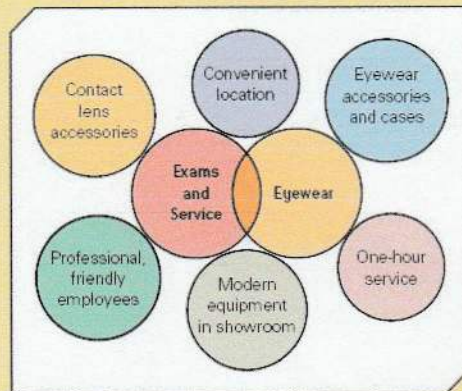 Contact
lens
accessories
Convenient
location
Eyewear
accessories
and cases
Exams
and
Service
Eyewear
Professional,
friendly
employees
Modern
equipment
in showroom
One-hour
service